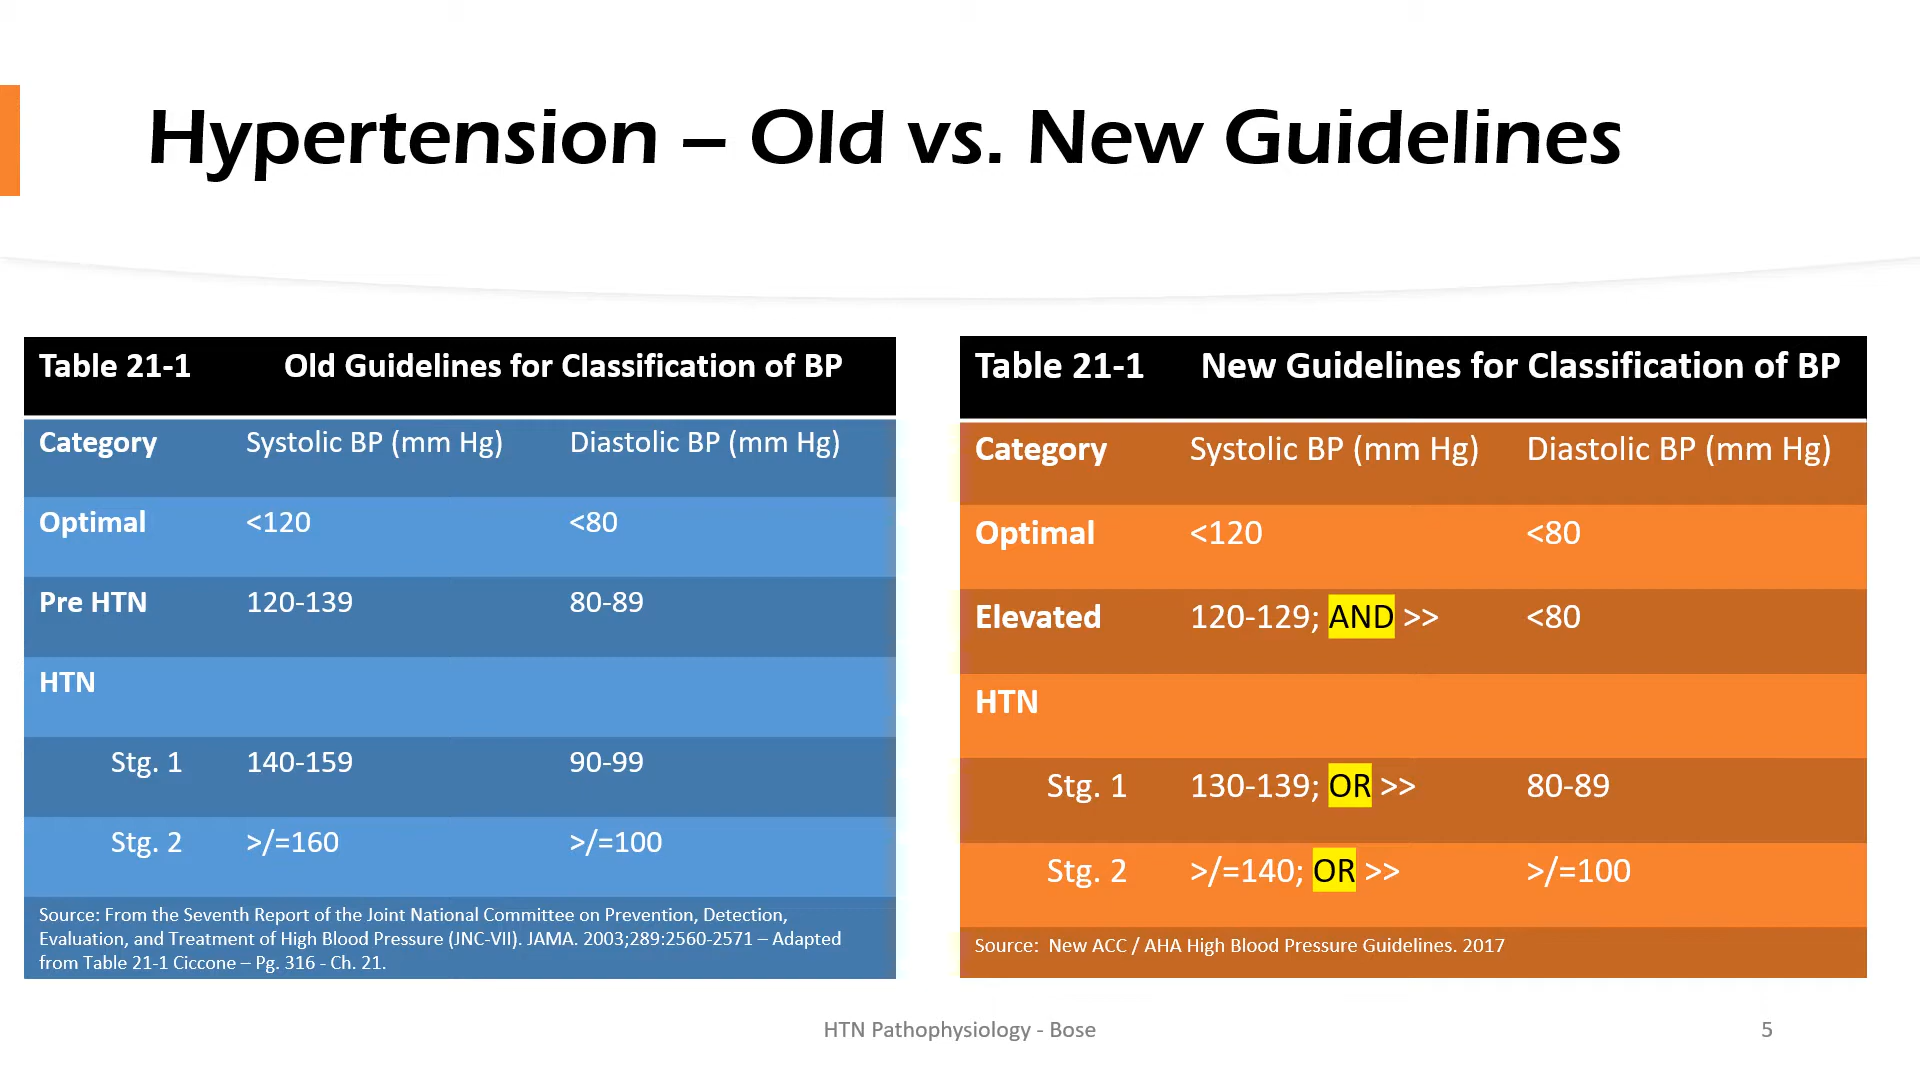 Hypertension – Old vs. New Guidelines
Table 21-1 Old Guidelines for Classification of BP
Category Systolic BP (mm Hg) Diastolic BP (mm Hg)
Optimal <120 <80
Pre HTN 120-139 80-89
HTN
Stg. 1 140-159 90-99
Stg. 2 >/=160 >/=100
Source: From the Seventh Report of the Joint National Committee on Prevention, Detection,
Evaluation, and Treatment of High Blood Pressure (JNC-VII). JAMA. 2003;289:2560-2571 – Adapted
from Table 21-1 Ciccone – Pg. 316 - Ch. 21.
Table 21-1 New Guidelines for Classification of BP
Category Systolic BP (mm Hg) Diastolic BP (mm Hg)
Optimal <120 <80
Elevated 120-129; AND >> <80
HTN
Stg. 1 130-139; OR >> 80-89
Stg. 2 >/=140; OR >> >/=100
Source: New ACC / AHA High Blood Pressure Guidelines. 2017
HTN Pathophysiology - Bose
5